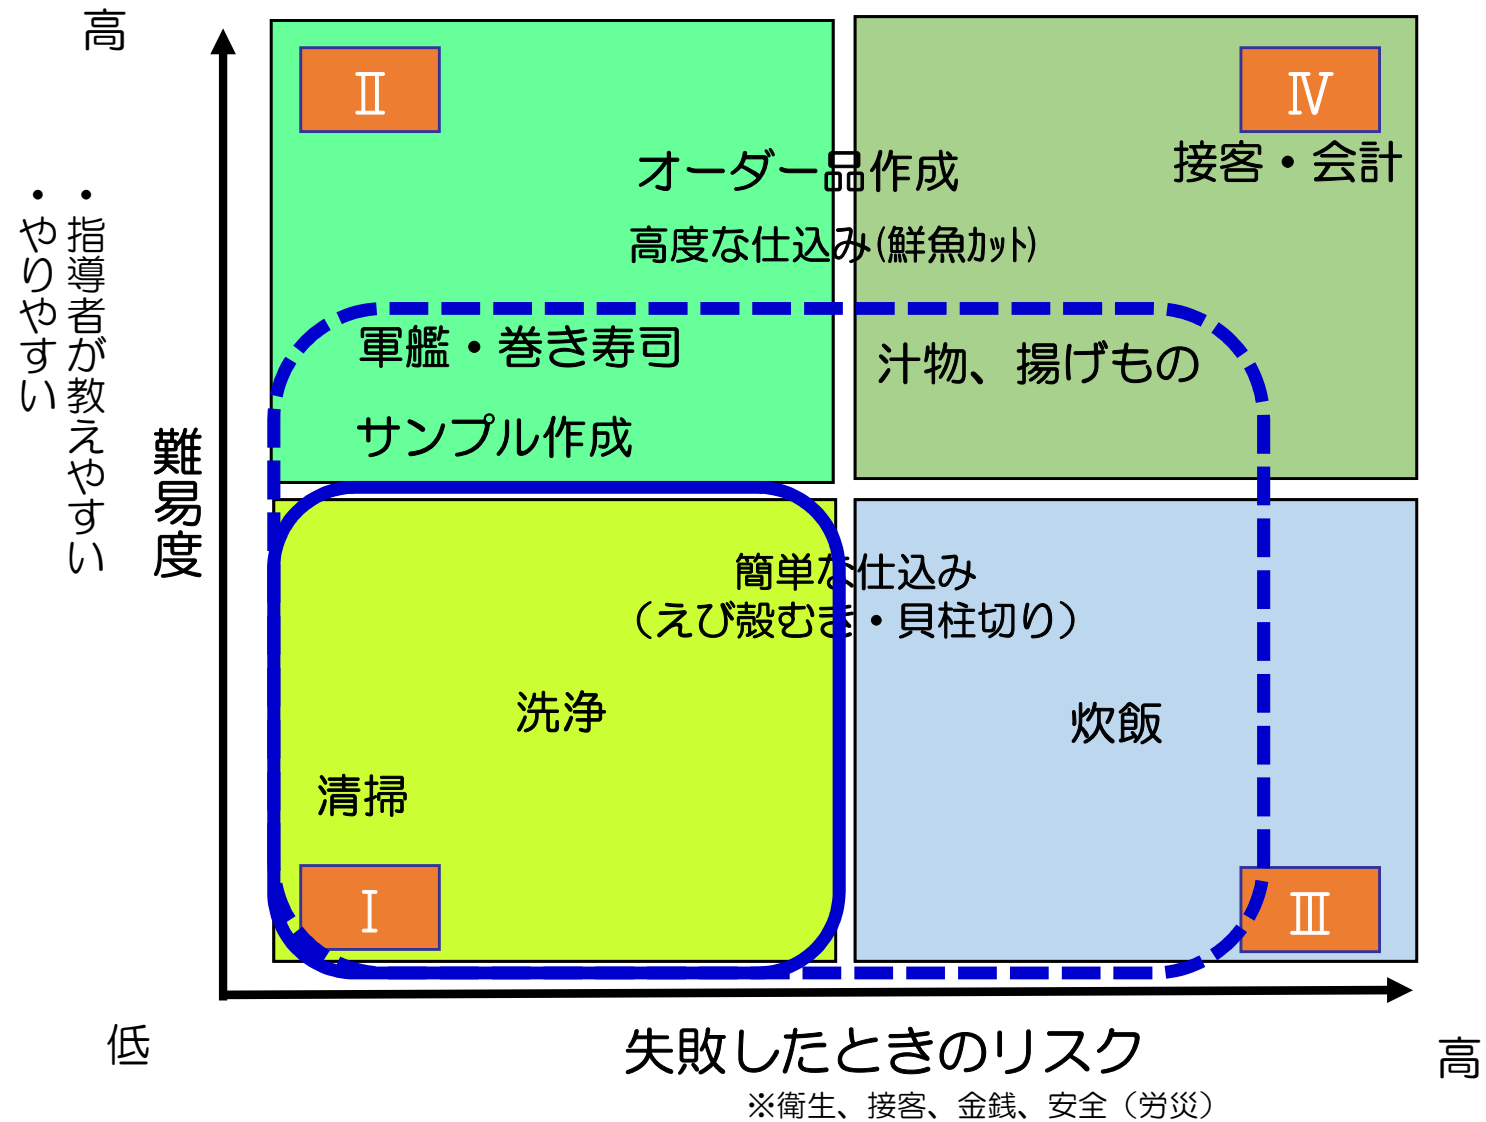 高
・指導者が教えやすい
・やりやすい
難易度
Ⅱ
Ⅳ
オーダー品作成
接客・会計
高度な仕込み(鮮魚ｶｯﾄ)
軍艦・巻き寿司
汁物、揚げもの
サンプル作成
簡単な仕込み
（えび殻むき・貝柱切り）
洗浄
炊飯
清掃
Ⅰ
Ⅲ
低
失敗したときのリスク
高
※衛生、接客、金銭、安全（労災）